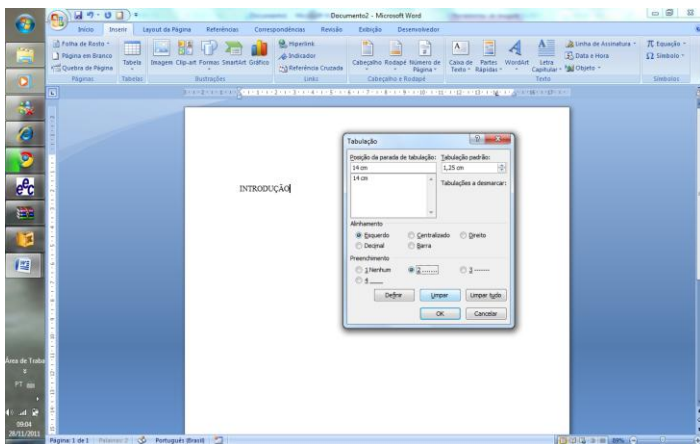 Documento2 - Microsoft Word
Início Inserir Layout da Página Referências Correspondências Revisão Exibição Desenvolvedor
Folha de Rosto
Página em Branco
Quebra de Página
Páginas
Tabela
Tabelas
Imagem Clip-art Formas SmartArt Gráfico
Ilustrações
Hiperlink
Indicador
Referência Cruzada
Links
Cabeçalho Rodapé Número de Página
Cabeçalho e Rodapé
Caixa de Texto Partes Rápidas WordArt Letra Capitular
Linha de Assinatura
Data e Hora
Objeto
Texto
Equação
Símbolo
Símbolos
INTRODUÇÃO
Tabulação
Posição da parada de tabulação: Tabulação padrão:
14 cm 1,25 cm
14 cm
Tabulações a desmarcar:
Alinhamento
Esquerdo Centralizado Direito
Decimal Barra
Preenchimento
1 Nenhum 2 ....... 3 -------
4 ____
Definir Limpar Limpar tudo
OK Cancelar
Área de Traba
PT
09:04
28/11/2011
Página: 1 de 1 Palavras: 2 Português (Brasil) 89%